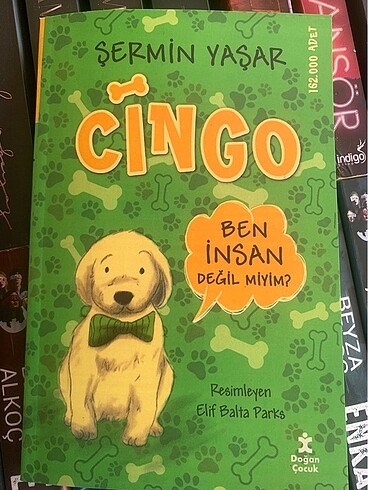 ŞERMİN YAŞAR
162.000 ADET
CİNGO
BEN
İNSAN
DEĞİL MİYİM?
Resimleyen
Elif Balta Parks
Doğan
Çocuk
indigo
BEYZA
ALKOÇ